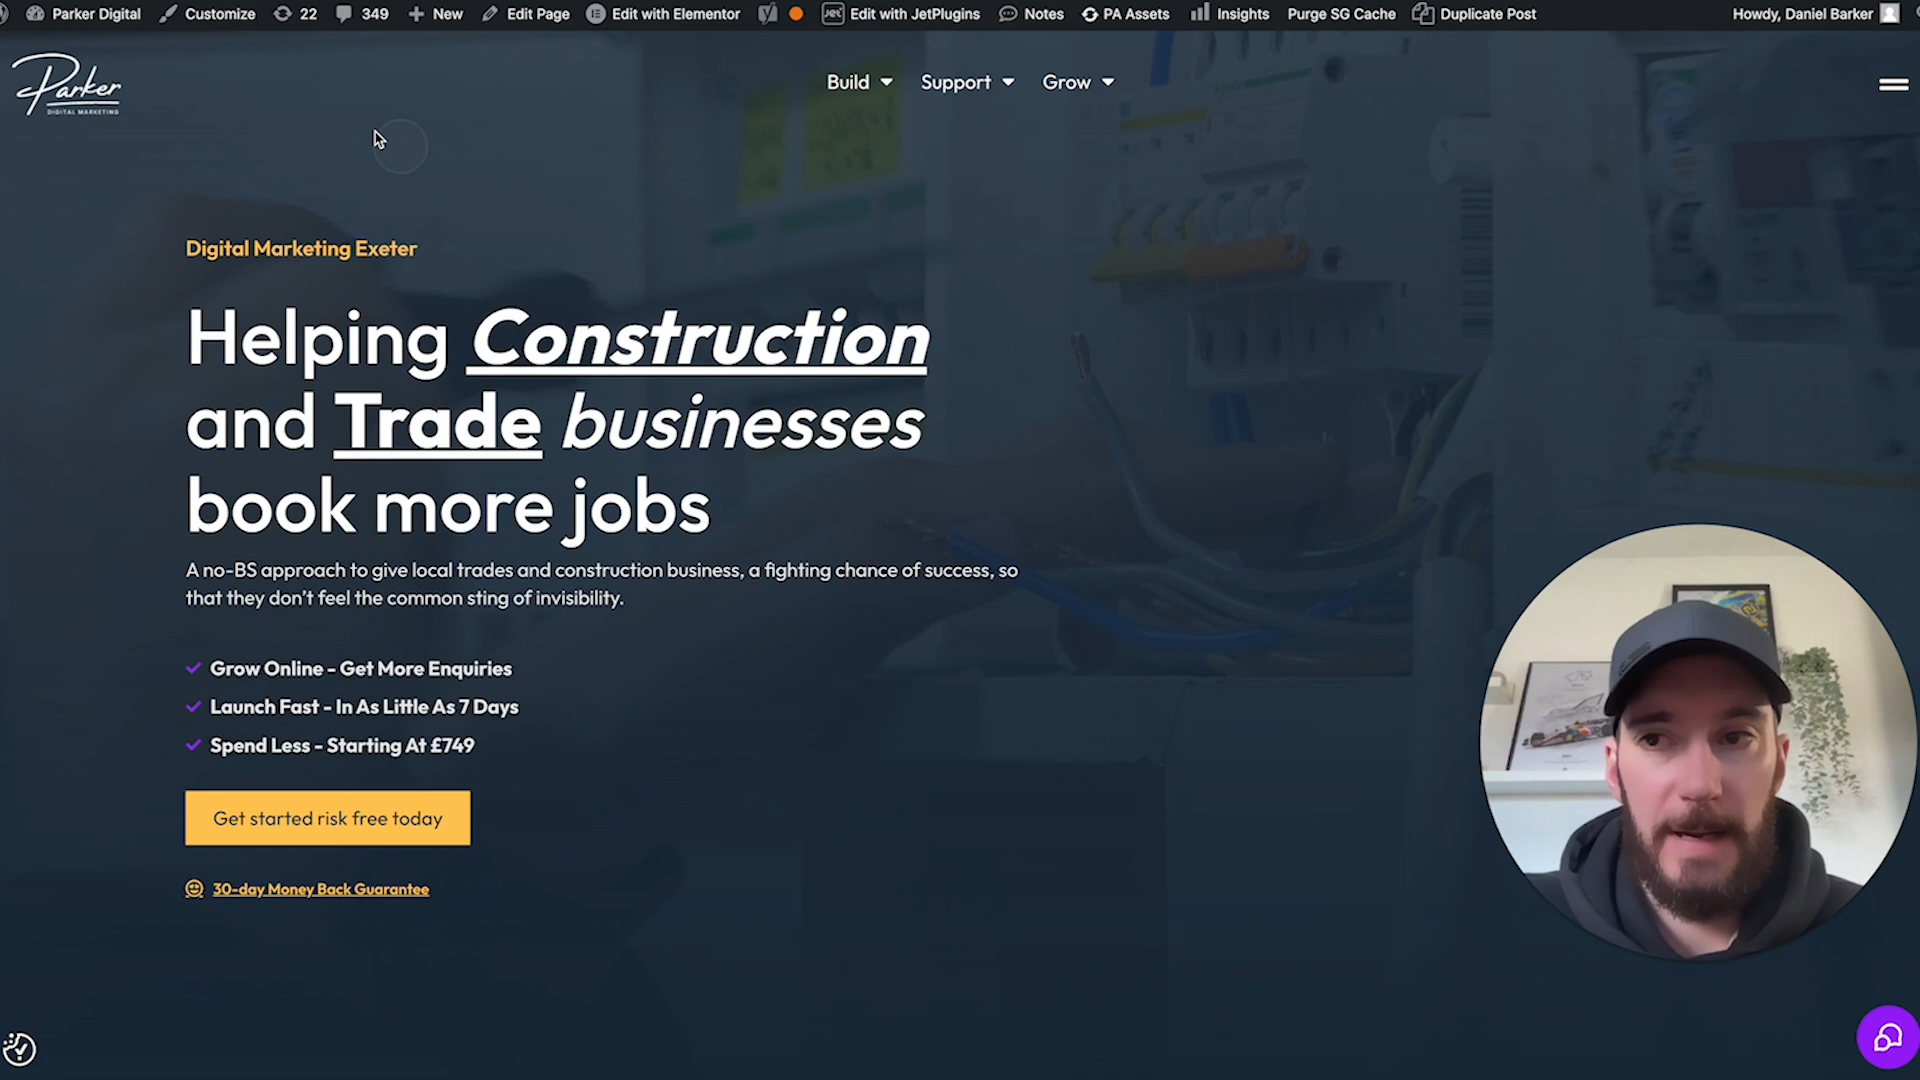 Parker Digital Customize 22 349 New Edit Page Edit with Elementor Edit with JetPlugins Notes PA Assets Insights Purge SG Cache Duplicate Post Howdy, Daniel Barker
Parker
DIGITAL MARKETING
Build Support Grow
Digital Marketing Exeter
Helping Construction
and Trade businesses
book more jobs
A no-BS approach to give local trades and construction business, a fighting chance of success, so
that they don't feel the common sting of invisibility.
Grow Online - Get More Enquiries
Launch Fast - In As Little As 7 Days
Spend Less - Starting At £749
Get started risk free today
30-day Money Back Guarantee